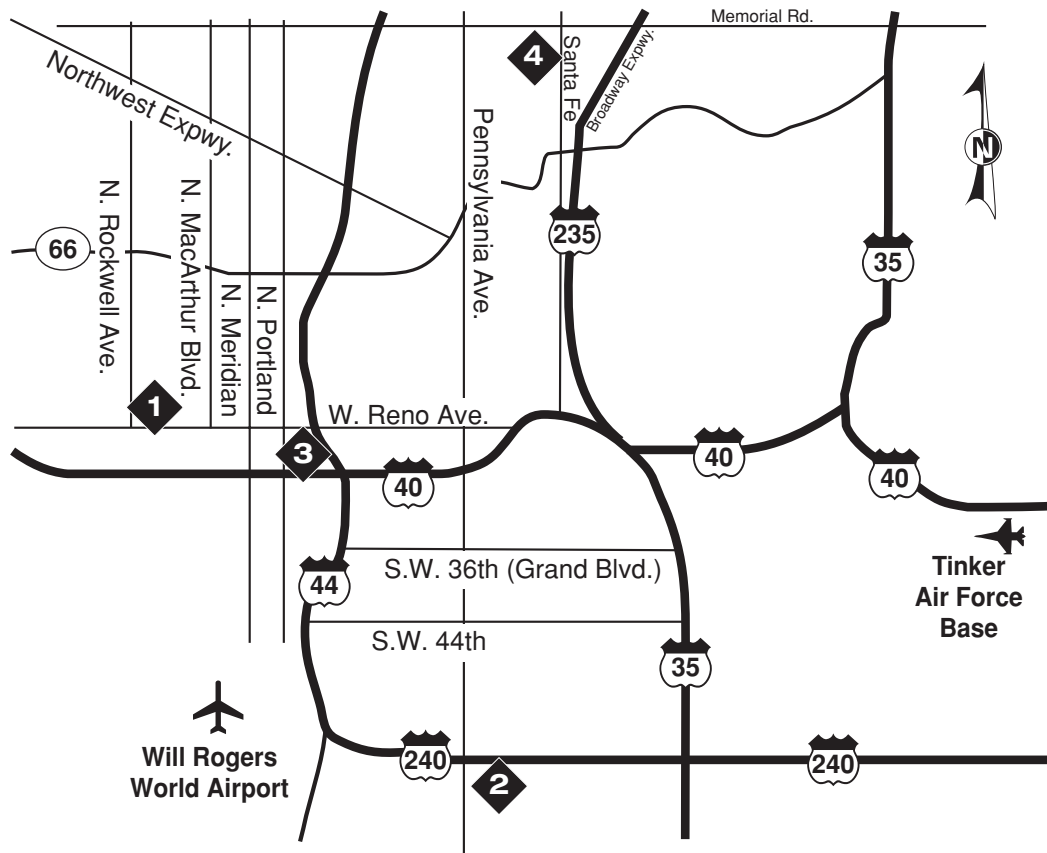 Memorial Rd.
4
Santa Fe
Broadway Expwy.
Northwest Expwy.
Pennsylvania Ave.
N
N. Rockwell Ave.
N. MacArthur Blvd.
66
235
35
N. Meridian
N. Portland
1
W. Reno Ave.
3
40
40
40
Tinker
Air Force
Base
S.W. 36th (Grand Blvd.)
44
S.W. 44th
35
Will Rogers
World Airport
240
240
2